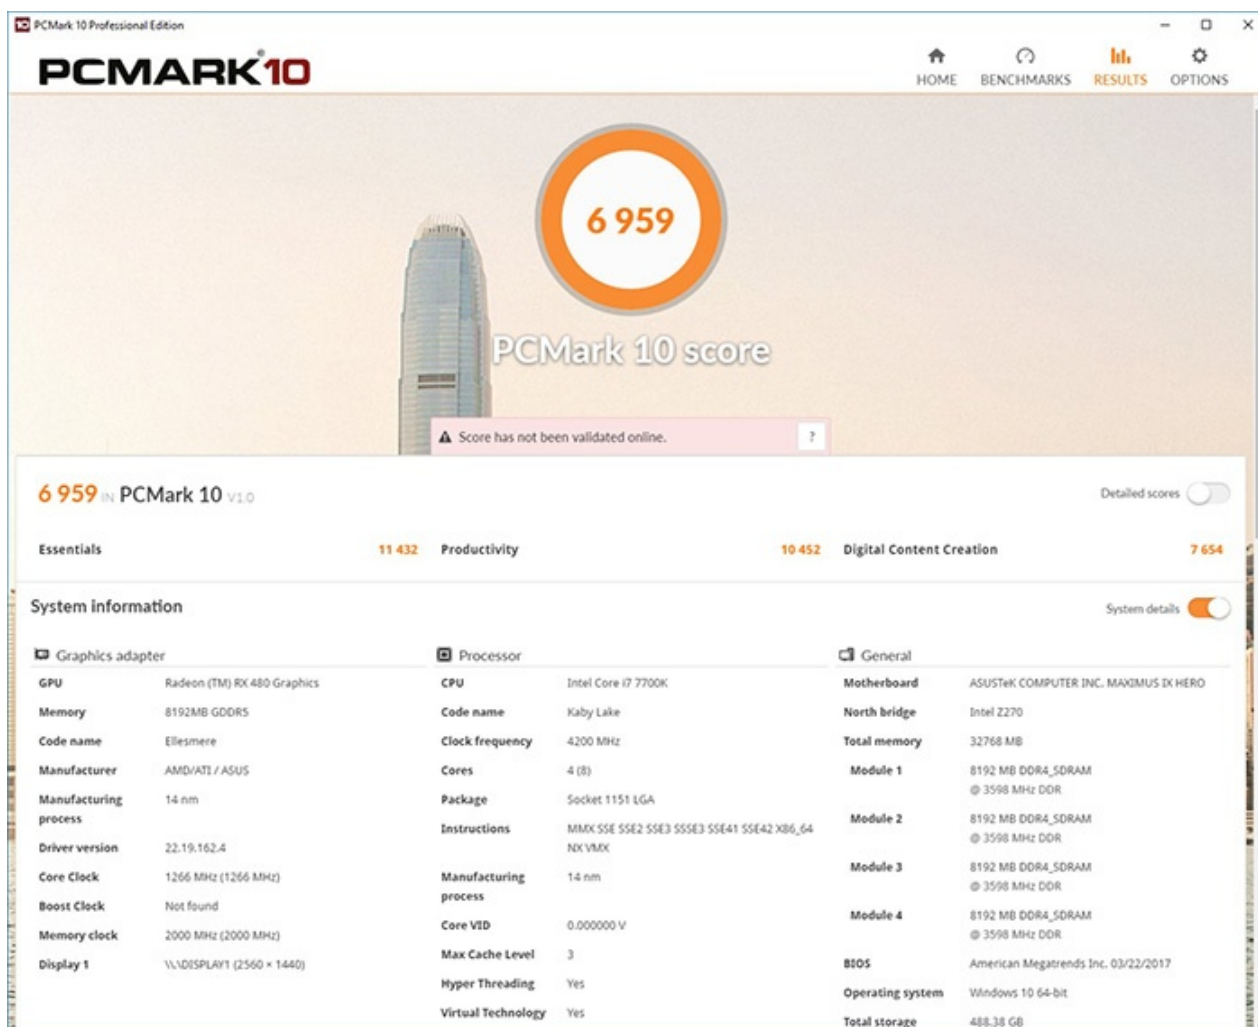 PCMark 10 Professional Edition
PCMARK®10
HOME BENCHMARKS RESULTS OPTIONS
6 959
PCMark 10 score
Score has not been validated online. ?
6 959 IN PCMark 10 V1.0
Detailed scores
Essentials 11 432 Productivity 10 452 Digital Content Creation 7 654
System information
System details
Graphics adapter
GPU Radeon (TM) RX 480 Graphics
Memory 8192MB GDDR5
Code name Ellesmere
Manufacturer AMD/ATI / ASUS
Manufacturing process 14 nm
Driver version 22.19.162.4
Core Clock 1266 MHz (1266 MHz)
Boost Clock Not found
Memory clock 2000 MHz (2000 MHz)
Display 1 \\.\DISPLAY1 (2560 × 1440)
Processor
CPU Intel Core i7 7700K
Code name Kaby Lake
Clock frequency 4200 MHz
Cores 4 (8)
Package Socket 1151 LGA
Instructions MMX SSE SSE2 SSE3 SSSE3 SSE41 SSE42 X86_64
NX VMX
Manufacturing process 14 nm
Core VID 0.000000 V
Max Cache Level 3
Hyper Threading Yes
Virtual Technology Yes
General
Motherboard ASUSTeK COMPUTER INC. MAXIMUS IX HERO
North bridge Intel Z270
Total memory 32768 MB
Module 1 8192 MB DDR4_SDRAM
@ 3598 MHz DDR
Module 2 8192 MB DDR4_SDRAM
@ 3598 MHz DDR
Module 3 8192 MB DDR4_SDRAM
@ 3598 MHz DDR
Module 4 8192 MB DDR4_SDRAM
@ 3598 MHz DDR
BIOS American Megatrends Inc. 03/22/2017
Operating system Windows 10 64-bit
Total storage 488.38 GB